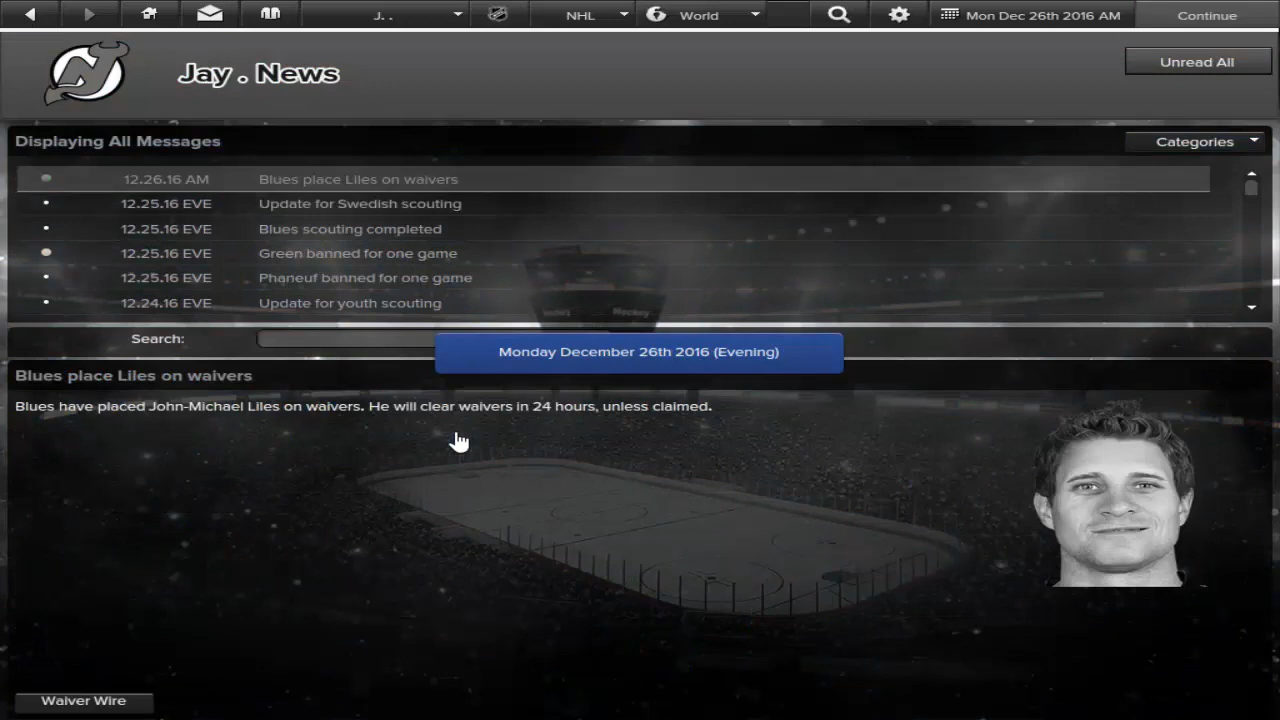 J. .
NHL
World
Mon Dec 26th 2016 AM
Continue
Jay . News
Unread All
Displaying All Messages
Categories
12.26.16 AM Blues place Liles on waivers
12.25.16 EVE Update for Swedish scouting
12.25.16 EVE Blues scouting completed
12.25.16 EVE Green banned for one game
12.25.16 EVE Phaneuf banned for one game
12.24.16 EVE Update for youth scouting
Search:
Monday December 26th 2016 (Evening)
Blues place Liles on waivers
Blues have placed John-Michael Liles on waivers. He will clear waivers in 24 hours, unless claimed.
Waiver Wire